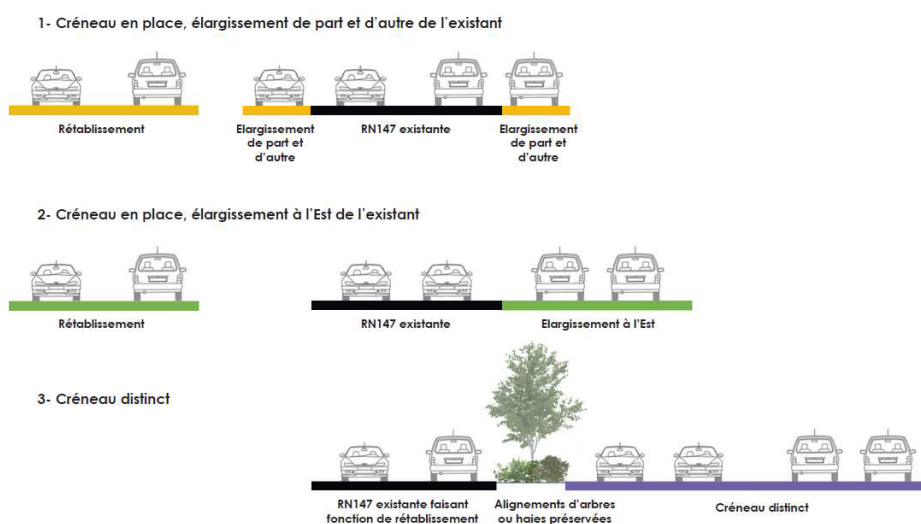 1- Créneau en place, élargissement de part et d'autre de l'existant
Rétablissement
Elargissement
de part et
d'autre
RN147 existante
Elargissement
de part et
d'autre
2- Créneau en place, élargissement à l'Est de l'existant
Rétablissement
RN147 existante
Elargissement à l'Est
3- Créneau distinct
RN147 existante faisant
fonction de rétablissement
Alignements d'arbres
ou haies préservées
Créneau distinct